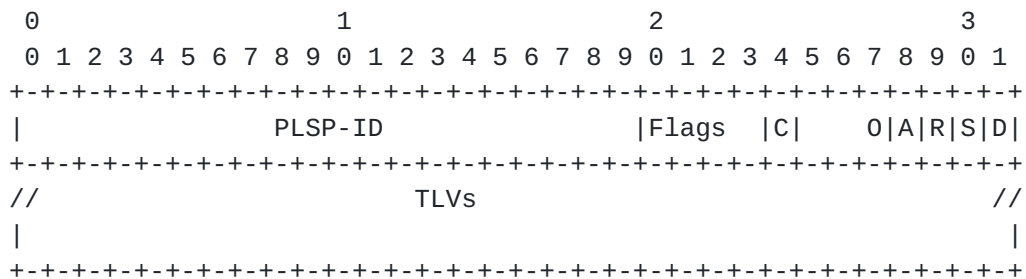 0                   1                   2                   3
 0 1 2 3 4 5 6 7 8 9 0 1 2 3 4 5 6 7 8 9 0 1 2 3 4 5 6 7 8 9 0 1
+-+-+-+-+-+-+-+-+-+-+-+-+-+-+-+-+-+-+-+-+-+-+-+-+-+-+-+-+-+-+-+-+
|                PLSP-ID                |Flags  |C|    O|A|R|S|D|
+-+-+-+-+-+-+-+-+-+-+-+-+-+-+-+-+-+-+-+-+-+-+-+-+-+-+-+-+-+-+-+-+
//                        TLVs                                 //
|                                                               |
+-+-+-+-+-+-+-+-+-+-+-+-+-+-+-+-+-+-+-+-+-+-+-+-+-+-+-+-+-+-+-+-+